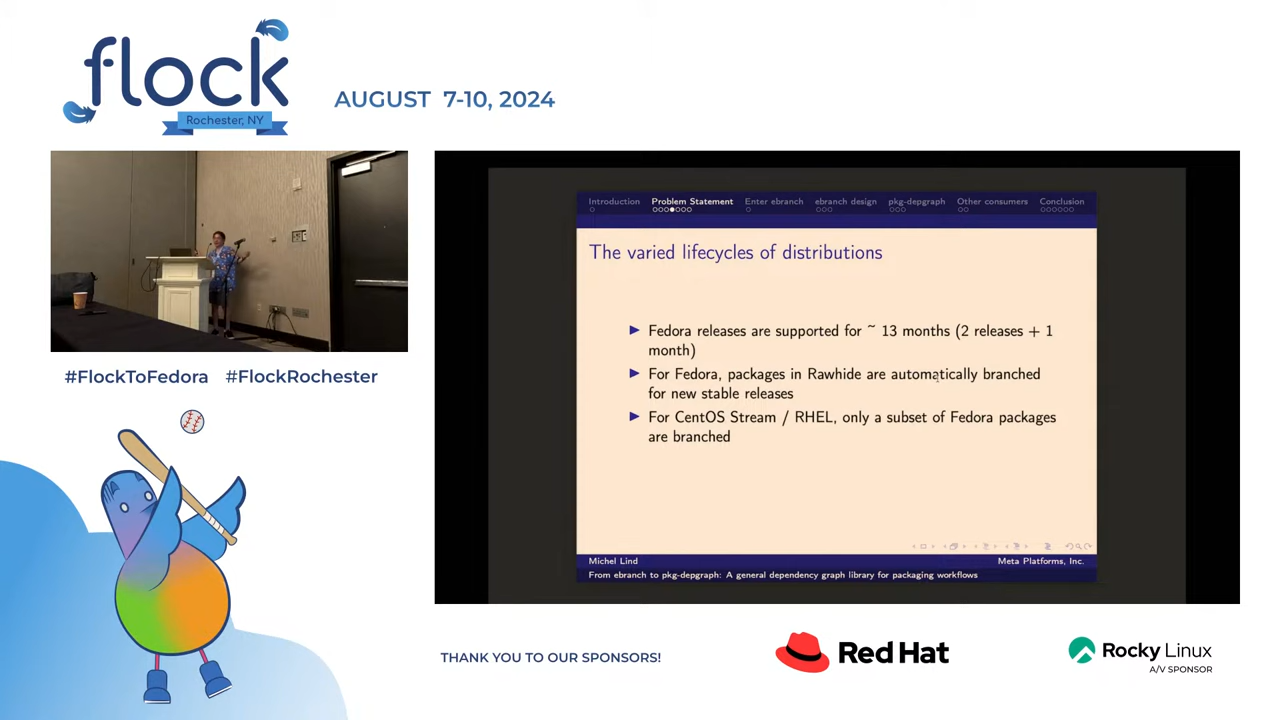 flock
Rochester, NY
AUGUST 7-10, 2024
Introduction Problem Statement Enter ebranch ebranch design pkg-depgraph Other consumers Conclusion
The varied lifecycles of distributions
Fedora releases are supported for ~ 13 months (2 releases + 1
month)
For Fedora, packages in Rawhide are automatically branched
for new stable releases
For CentOS Stream / RHEL, only a subset of Fedora packages
are branched
Michel Lind Meta Platforms, Inc.
From ebranch to pkg-depgraph: A general dependency graph library for packaging workflows
#FlockToFedora #FlockRochester
THANK YOU TO OUR SPONSORS!
Red Hat
Rocky Linux
A/V SPONSOR